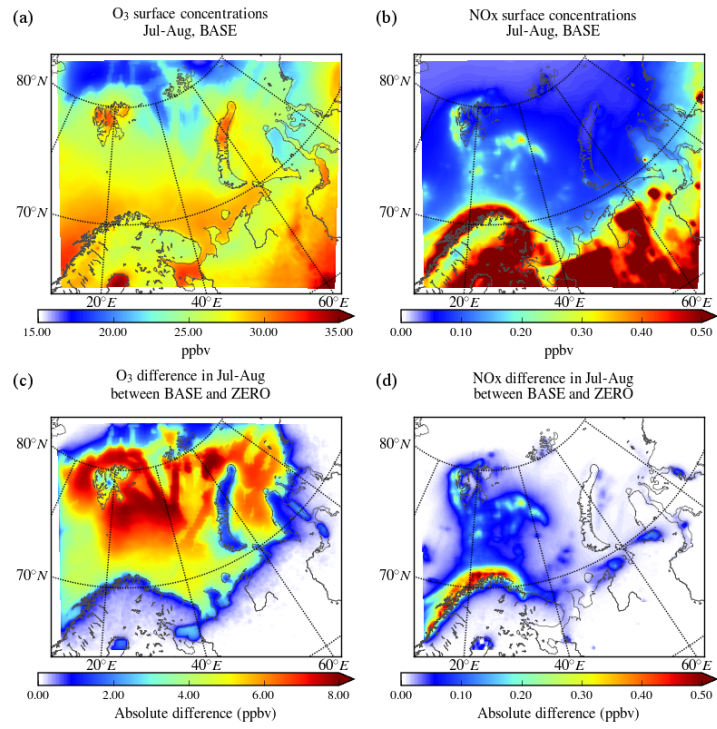 (a)
O₃ surface concentrations
Jul-Aug, BASE
80°N
70°N
20°E
40°E
60°E
15.00
20.00
25.00
30.00
35.00
ppbv
(b)
NOx surface concentrations
Jul-Aug, BASE
80°N
70°N
20°E
40°E
60°E
0.00
0.10
0.20
0.30
0.40
0.50
ppbv
(c)
O₃ difference in Jul-Aug
between BASE and ZERO
80°N
70°N
20°E
40°E
60°E
0.00
2.00
4.00
6.00
8.00
Absolute difference (ppbv)
(d)
NOx difference in Jul-Aug
between BASE and ZERO
80°N
70°N
20°E
40°E
60°E
0.00
0.10
0.20
0.30
0.40
0.50
Absolute difference (ppbv)